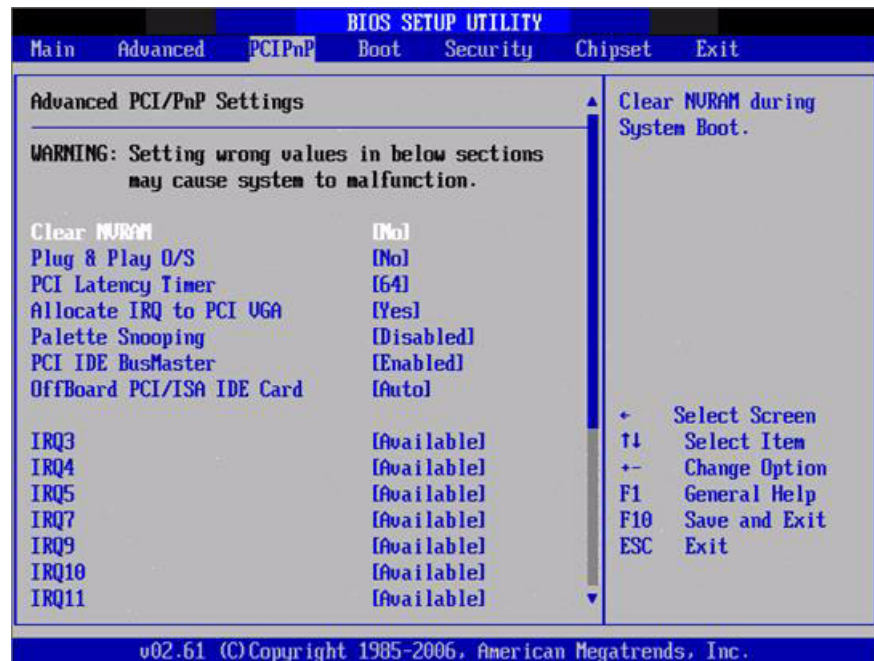 BIOS SETUP UTILITY
Main Advanced PCIPnP Boot Security Chipset Exit
Advanced PCI/PnP Settings
WARNING: Setting wrong values in below sections
may cause system to malfunction.
Clear NVRAM [No]
Plug & Play O/S [No]
PCI Latency Timer [64]
Allocate IRQ to PCI VGA [Yes]
Palette Snooping [Disabled]
PCI IDE BusMaster [Enabled]
OffBoard PCI/ISA IDE Card [Auto]
IRQ3 [Available]
IRQ4 [Available]
IRQ5 [Available]
IRQ7 [Available]
IRQ9 [Available]
IRQ10 [Available]
IRQ11 [Available]
Clear NVRAM during
System Boot.
← Select Screen
↑↓ Select Item
+- Change Option
F1 General Help
F10 Save and Exit
ESC Exit
v02.61 (C)Copyright 1985-2006, American Megatrends, Inc.